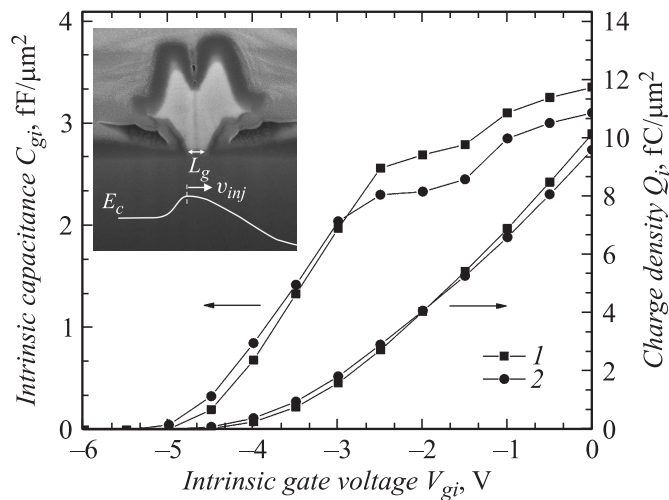 4
3
2
1
0
Intrinsic capacitance C_gi, fF/μm²
14
12
10
8
6
4
2
0
Charge density Q_i, fC/μm²
L_g
E_c
υ_inj
1
2
–6 –5 –4 –3 –2 –1 0
Intrinsic gate voltage V_gi, V